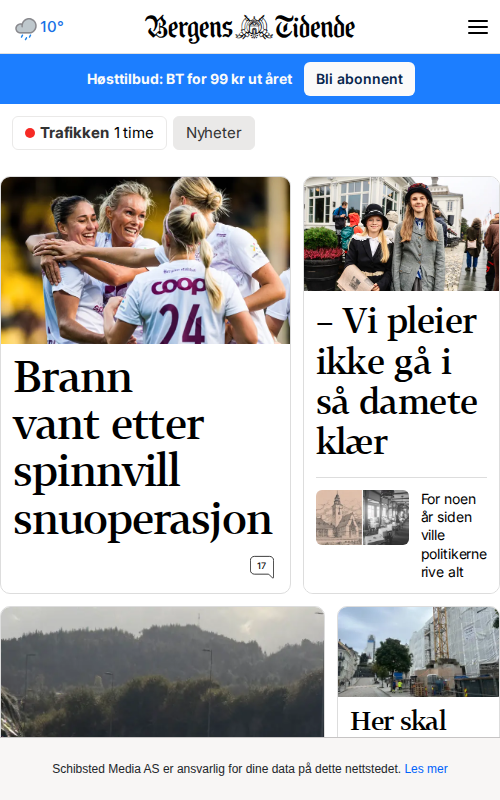 10°
Bergens Tidende
Høsttilbud: BT for 99 kr ut året
Bli abonnent
Trafikken 1 time
Nyheter
coop
24
Brann
vant etter
spinnvill
snuoperasjon
17
– Vi pleier
ikke gå i
så damete
klær
For noen
år siden
ville
politikerne
rive alt
Her skal
Schibsted Media AS er ansvarlig for dine data på dette nettstedet. Les mer